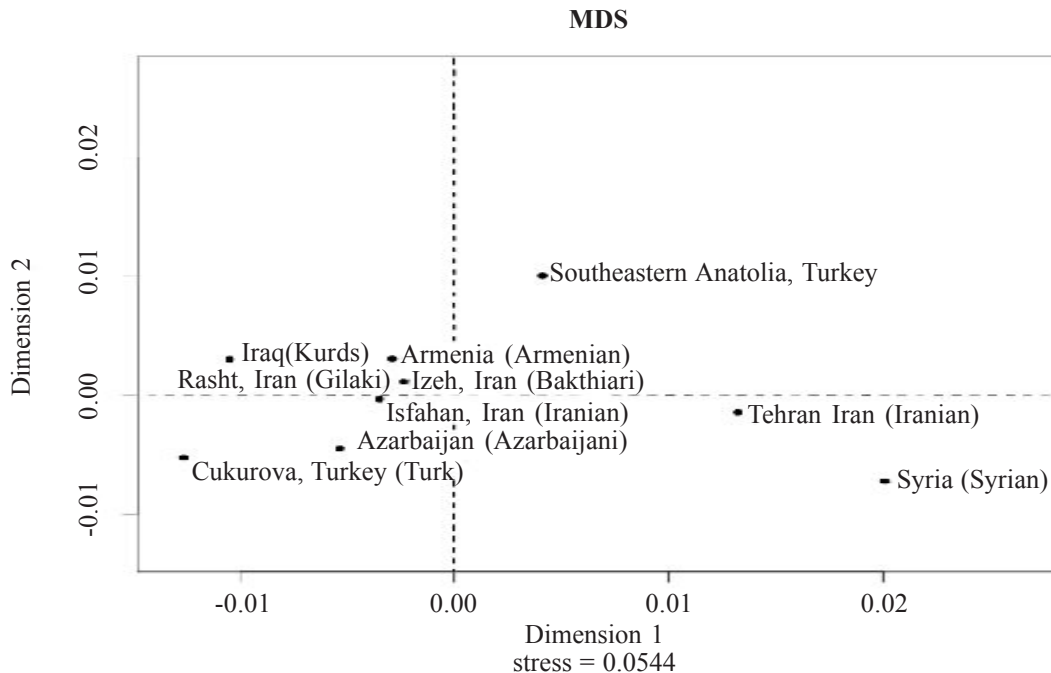 MDS
Dimension 2
0.02
0.01
0.00
-0.01
Southeastern Anatolia, Turkey
Iraq(Kurds)
Armenia (Armenian)
Rasht, Iran (Gilaki)
Izeh, Iran (Bakthiari)
Isfahan, Iran (Iranian)
Tehran Iran (Iranian)
Azarbaijan (Azarbaijani)
Cukurova, Turkey (Turk)
Syria (Syrian)
-0.01 0.00 0.01 0.02
Dimension 1
stress = 0.0544